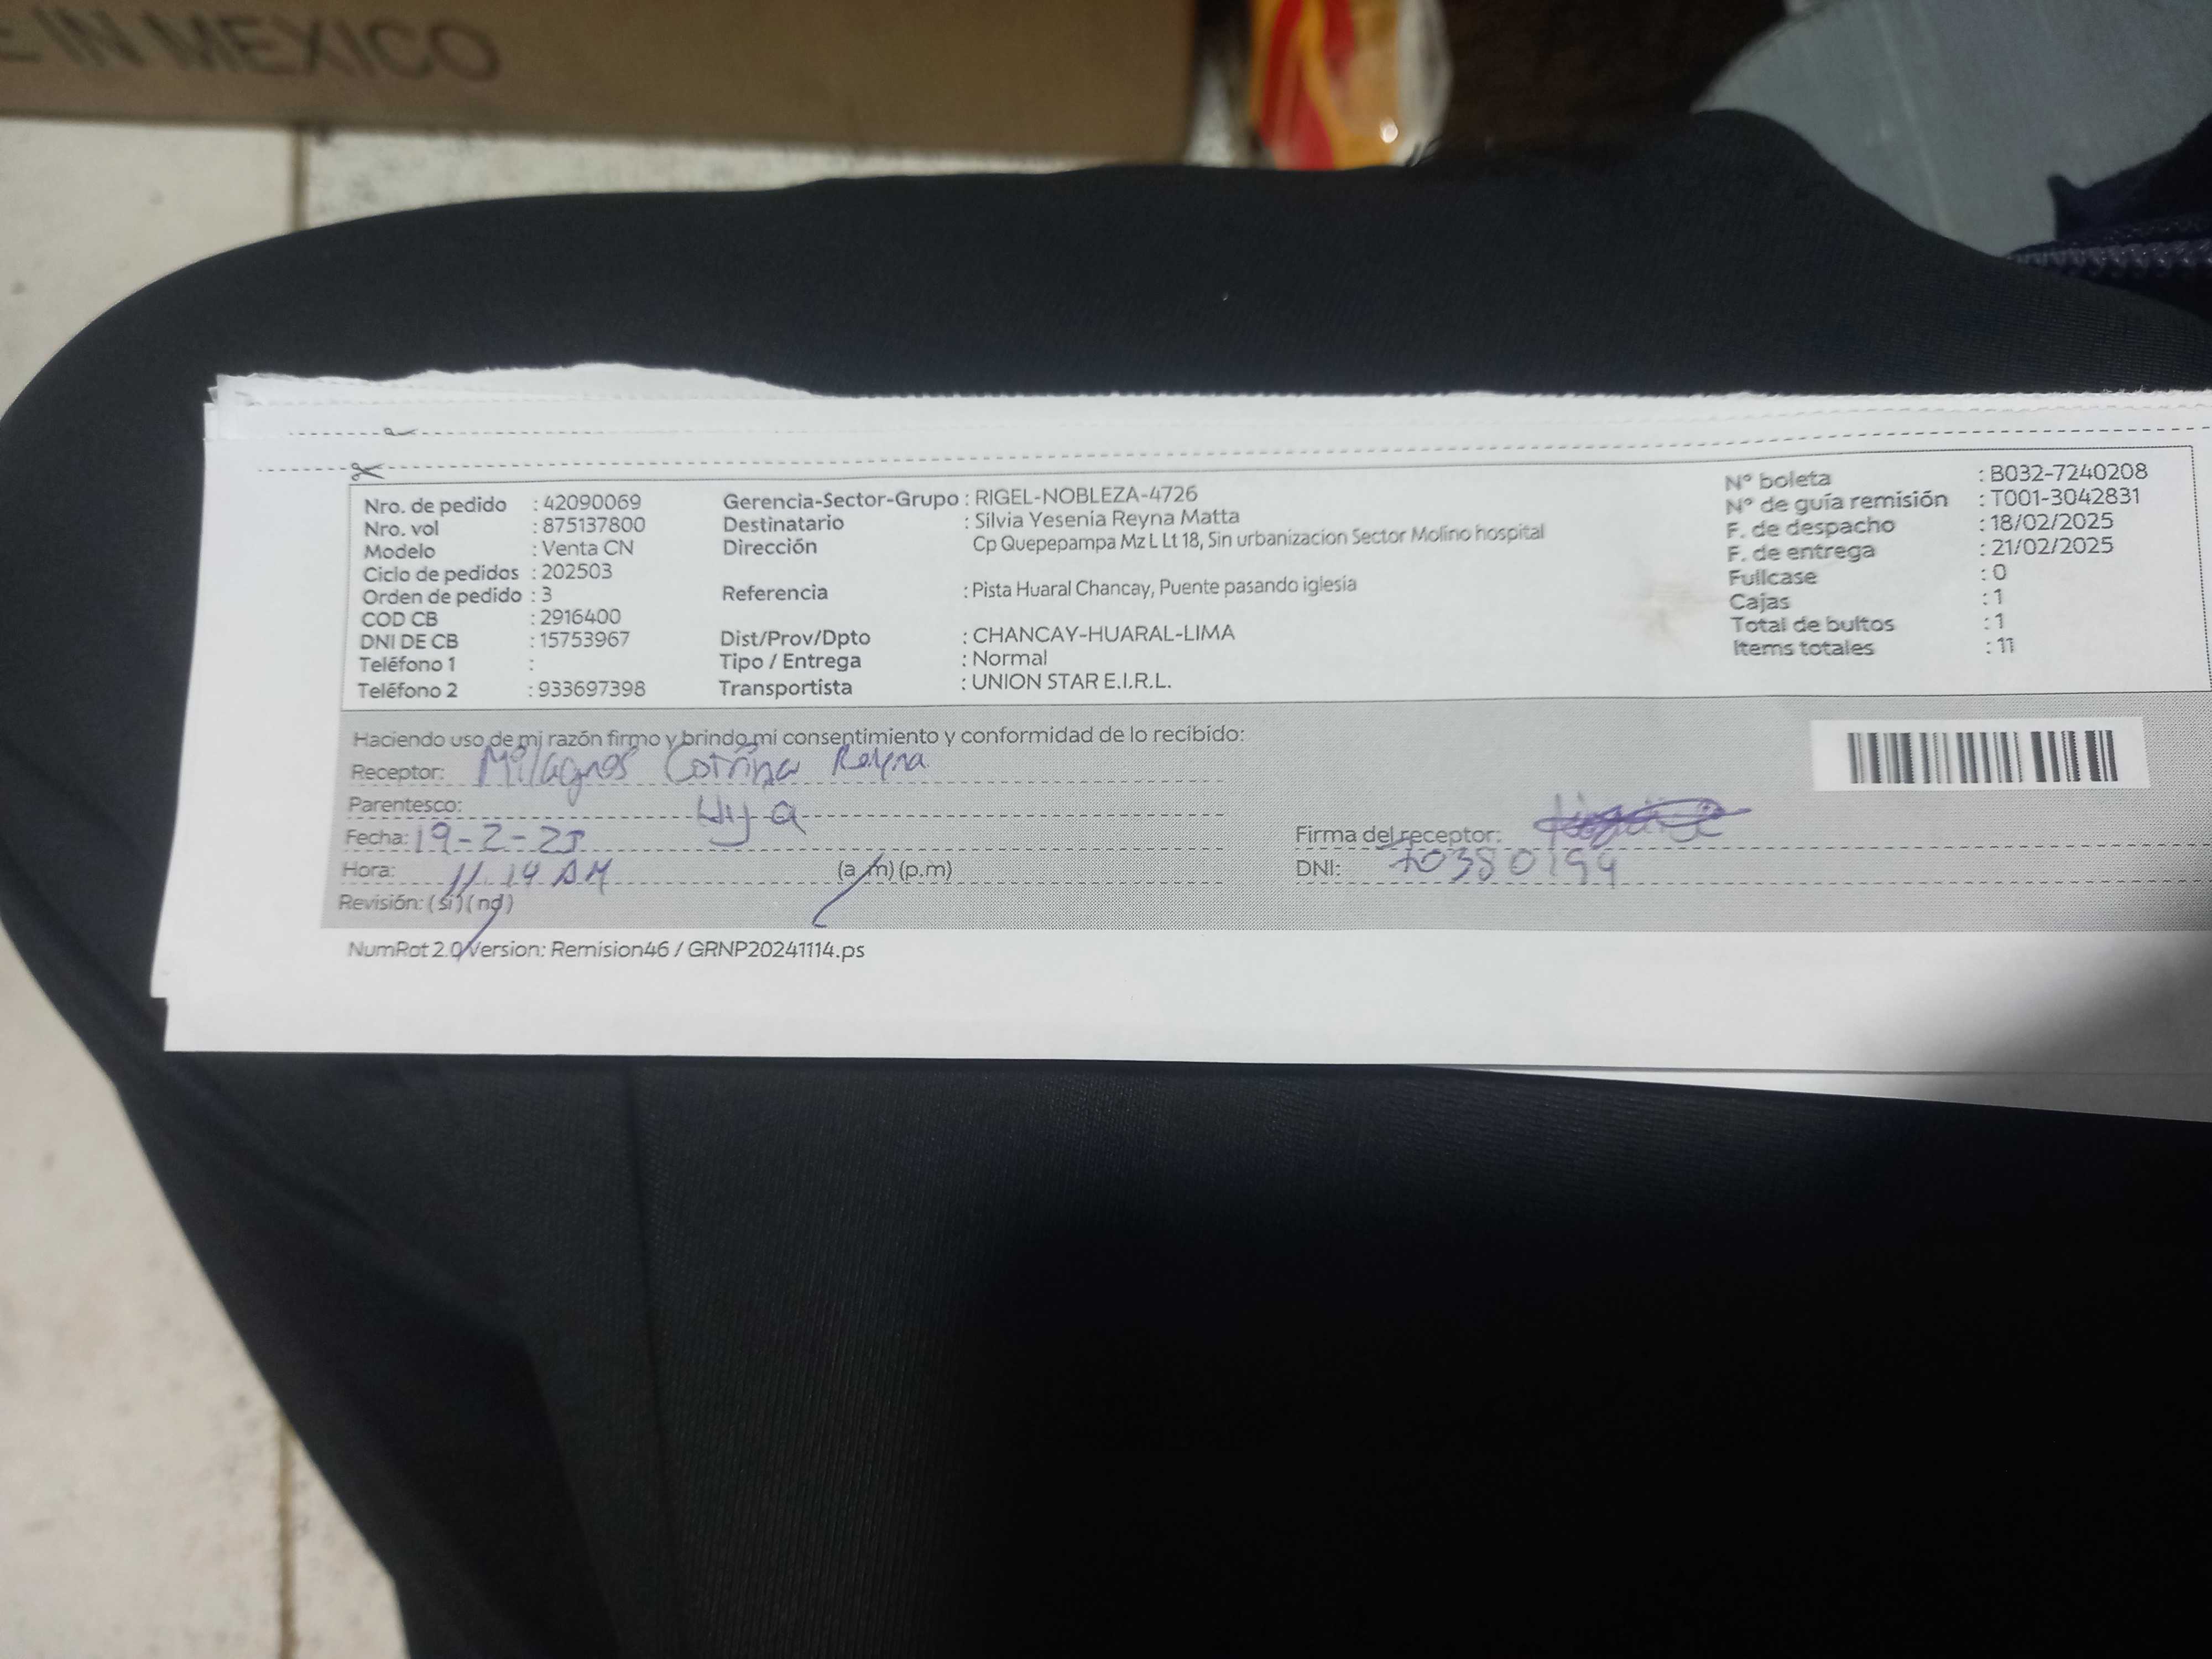 E IN MEXICO
Nro. de pedido : 42090069
Nro. vol : 875137800
Modelo : Venta CN
Ciclo de pedidos : 202503
Orden de pedido : 3
COD CB : 2916400
DNI DE CB : 15753967
Teléfono 1 :
Teléfono 2 : 933697398
Gerencia-Sector-Grupo : RIGEL-NOBLEZA-4726
Destinatario : Silvia Yesenia Reyna Matta
Dirección Cp Quepepampa Mz L Lt 18, Sin urbanizacion Sector Molino hospital
Referencia : Pista Huaral Chancay, Puente pasando iglesia
Dist/Prov/Dpto : CHANCAY-HUARAL-LIMA
Tipo / Entrega : Normal
Transportista : UNION STAR E.I.R.L.
N° boleta : B032-7240208
N° de guía remisión : T001-3042831
F. de despacho : 18/02/2025
F. de entrega : 21/02/2025
Fullcase : 0
Cajas : 1
Total de bultos : 1
Items totales : 11
Haciendo uso de mi razón firmo y brindo mi consentimiento y conformidad de lo recibido:
Receptor: Milagros Cotrina Reyna
Parentesco: Hija
Fecha: 19-2-25
Hora: 11.14 AM (a.m) (p.m)
Revisión: (si) (no)
Firma del receptor:
DNI: 70380199
NumRot 2.0 Version: Remision46 / GRNP20241114.ps